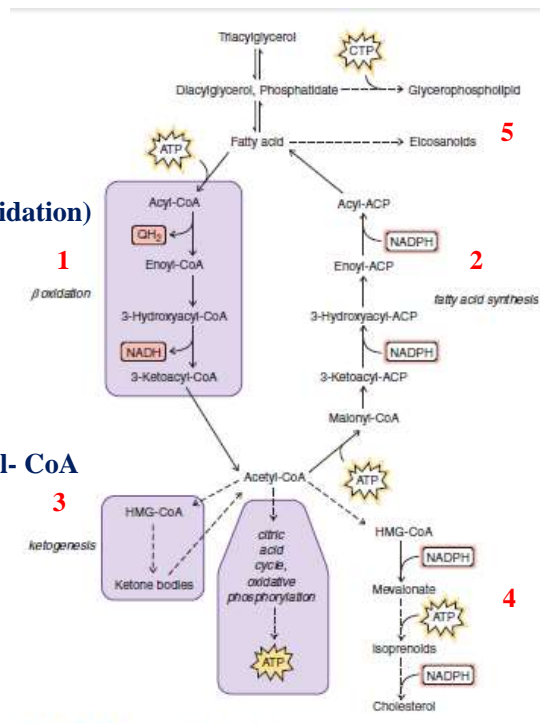 Triacylglycerol
CTP
Diacylglycerol, Phosphatidate
Glycerophospholipid
Fatty acid
Eicosanoids
5
ATP
idation)
Acyl-CoA
QH2
Enoyl-CoA
1
β oxidation
3-Hydroxyacyl-CoA
NADH
3-Ketoacyl-CoA
Acyl-ACP
NADPH
Enoyl-ACP
2
fatty acid synthesis
3-Hydroxyacyl-ACP
NADPH
3-Ketoacyl-ACP
Malonyl-CoA
l- CoA
Acetyl-CoA
ATP
3
HMG-CoA
ketogenesis
Ketone bodies
citric
acid
cycle,
oxidative
phosphorylation
ATP
HMG-CoA
NADPH
Mevalonate
4
ATP
Isoprenoids
NADPH
Cholesterol